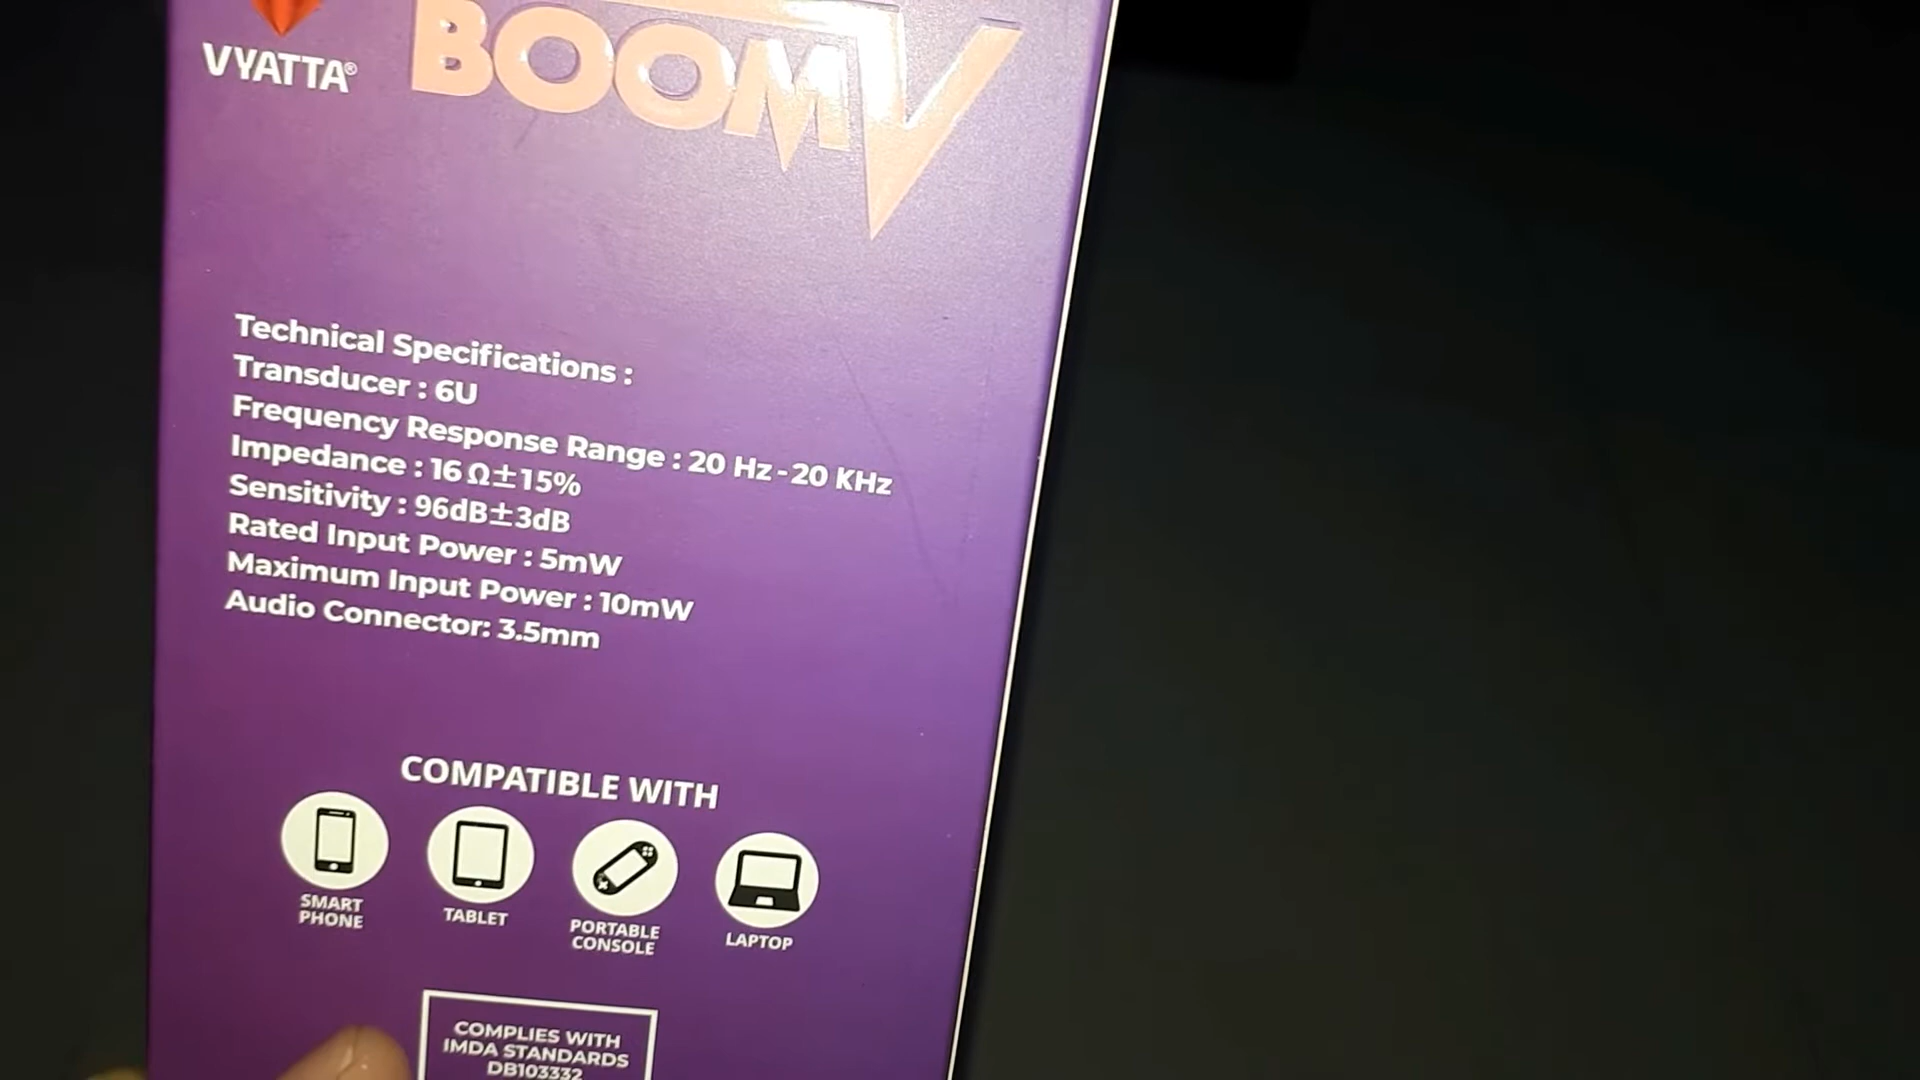 VYATTA®
BOOM V
Technical Specifications :
Transducer : 6U
Frequency Response Range : 20 Hz - 20 KHz
Impedance : 16 Ω±15%
Sensitivity : 96dB±3dB
Rated Input Power : 5mW
Maximum Input Power : 10mW
Audio Connector: 3.5mm
COMPATIBLE WITH
SMART
PHONE
TABLET
PORTABLE
CONSOLE
LAPTOP
COMPLIES WITH
IMDA STANDARDS
DB103332